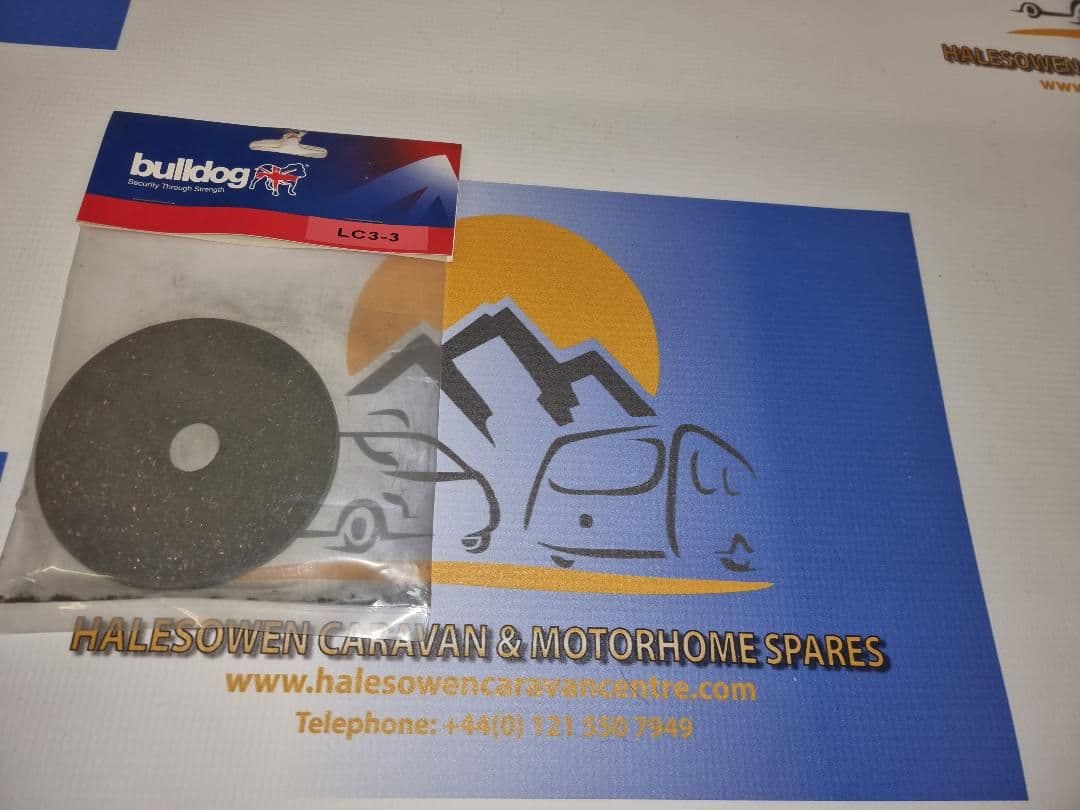 HALESOWEN
www
bulldog
Security Through Strength
LC3-3
HALESOWEN CARAVAN & MOTORHOME SPARES
www.halesowencaravancentre.com
Telephone: +44(0) 121 550 7949